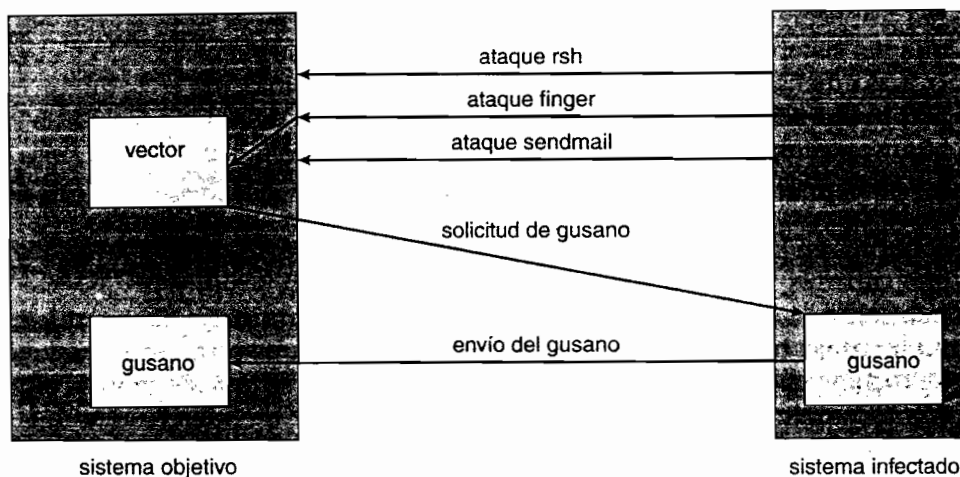 ataque rsh
ataque finger
vector
ataque sendmail
solicitud de gusano
envío del gusano
gusano
gusano
sistema objetivo
sistema infectado